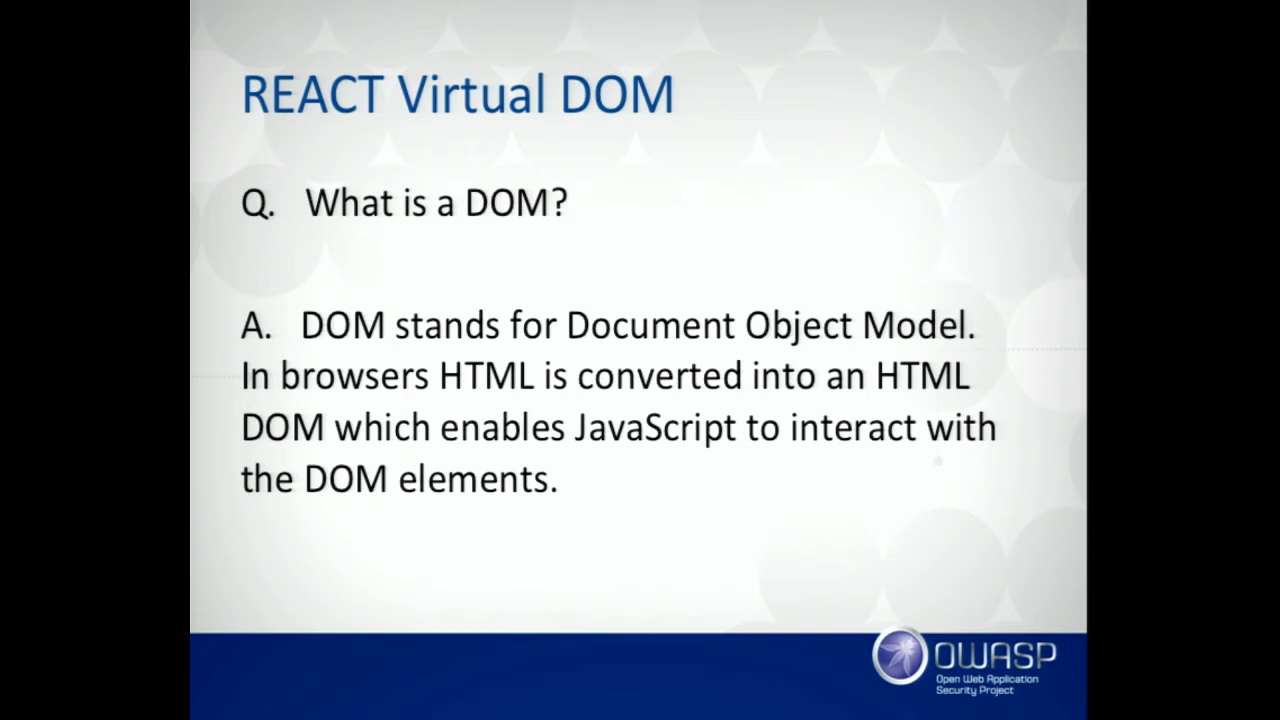 REACT Virtual DOM
Q. What is a DOM?
A. DOM stands for Document Object Model.
In browsers HTML is converted into an HTML
DOM which enables JavaScript to interact with
the DOM elements.
OWASP
Open Web Application
Security Project